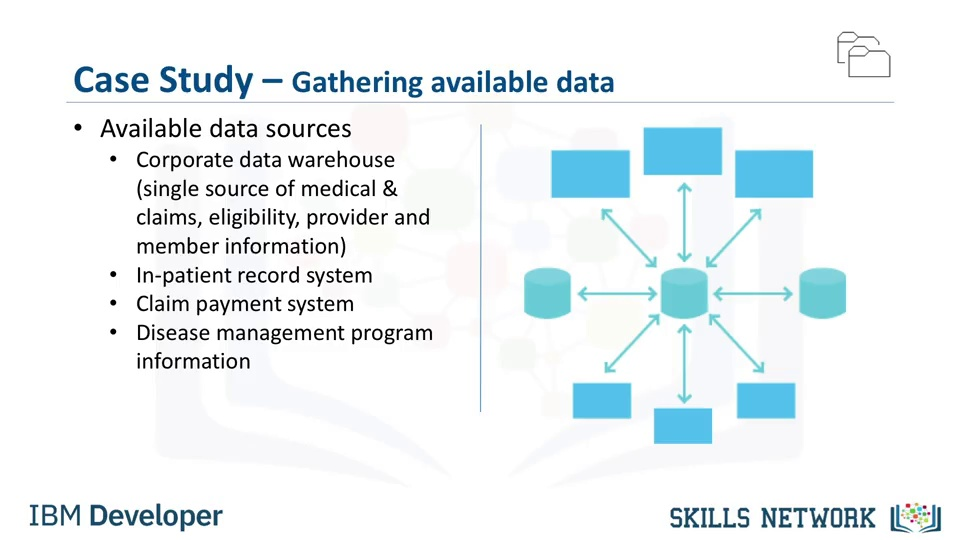 Case Study – Gathering available data
• Available data sources
• Corporate data warehouse
(single source of medical &
claims, eligibility, provider and
member information)
• In-patient record system
• Claim payment system
• Disease management program
information
IBM Developer
SKILLS NETWORK